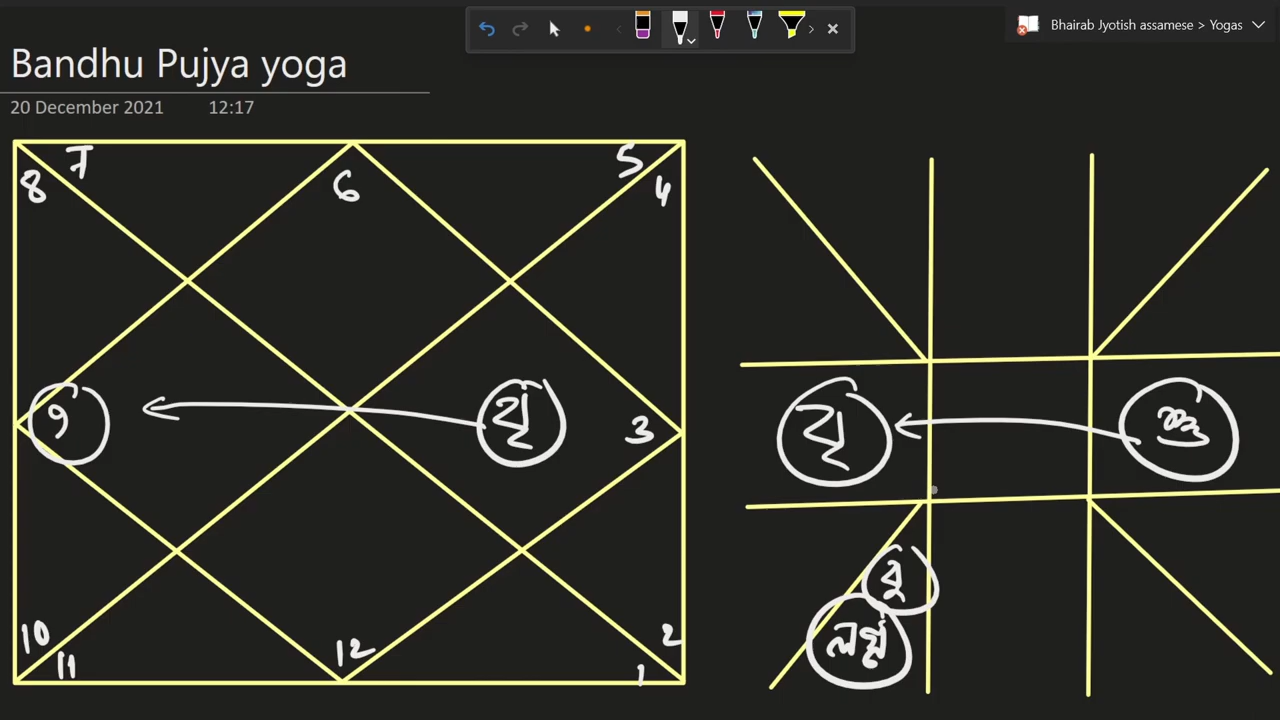 Bhairab Jyotish assamese > Yogas
Bandhu Pujya yoga
20 December 2021 12:17
7
8
6
5
4
9
বৃ
3
বৃ
10
11
12
2
1
বু
লগ্ন